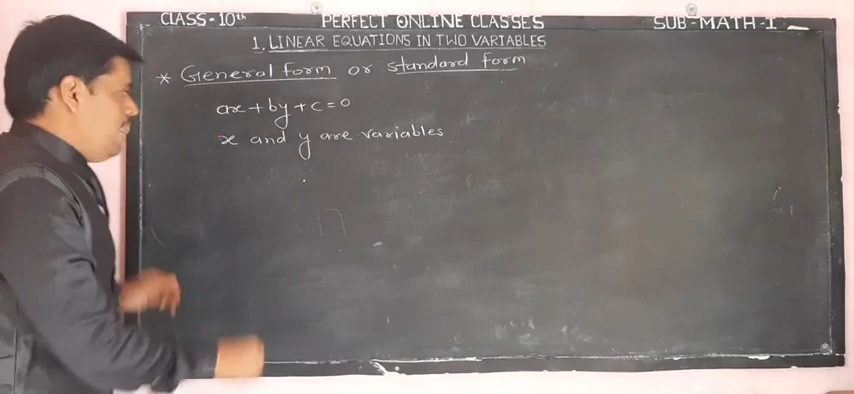 CLASS-10th PERFECT ONLINE CLASSES SUB-MATH-I
1. LINEAR EQUATIONS IN TWO VARIABLES
* General form or standard form
ax+by+c=0
x and y are variables